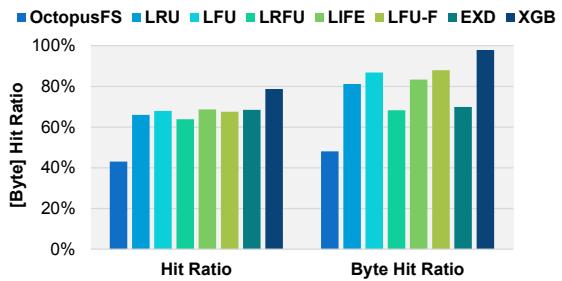 OctopusFS LRU LFU LRFU LIFE LFU-F EXD XGB
100%
80%
60%
40%
20%
0%
[Byte] Hit Ratio
Hit Ratio Byte Hit Ratio